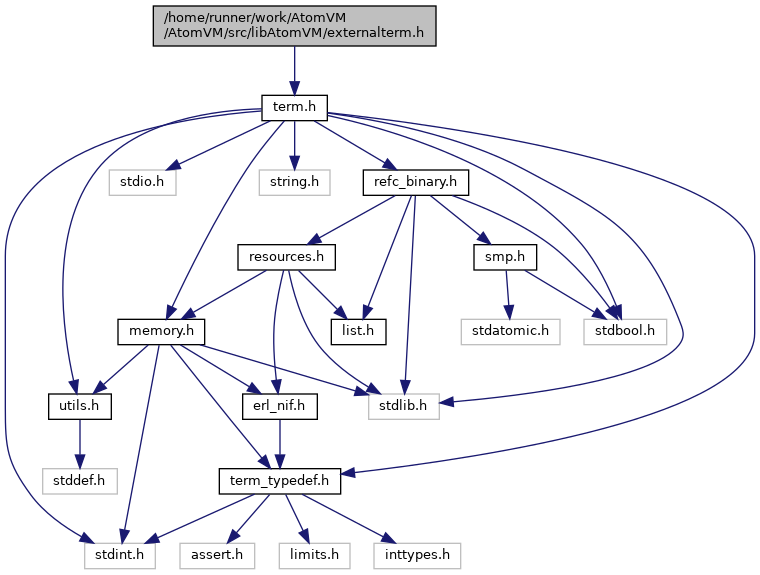 /home/runner/work/AtomVM
/AtomVM/src/libAtomVM/externalterm.h
term.h
stdio.h
string.h
refc_binary.h
resources.h
smp.h
memory.h
list.h
stdatomic.h
stdbool.h
utils.h
erl_nif.h
stdlib.h
stddef.h
term_typedef.h
stdint.h
assert.h
limits.h
inttypes.h